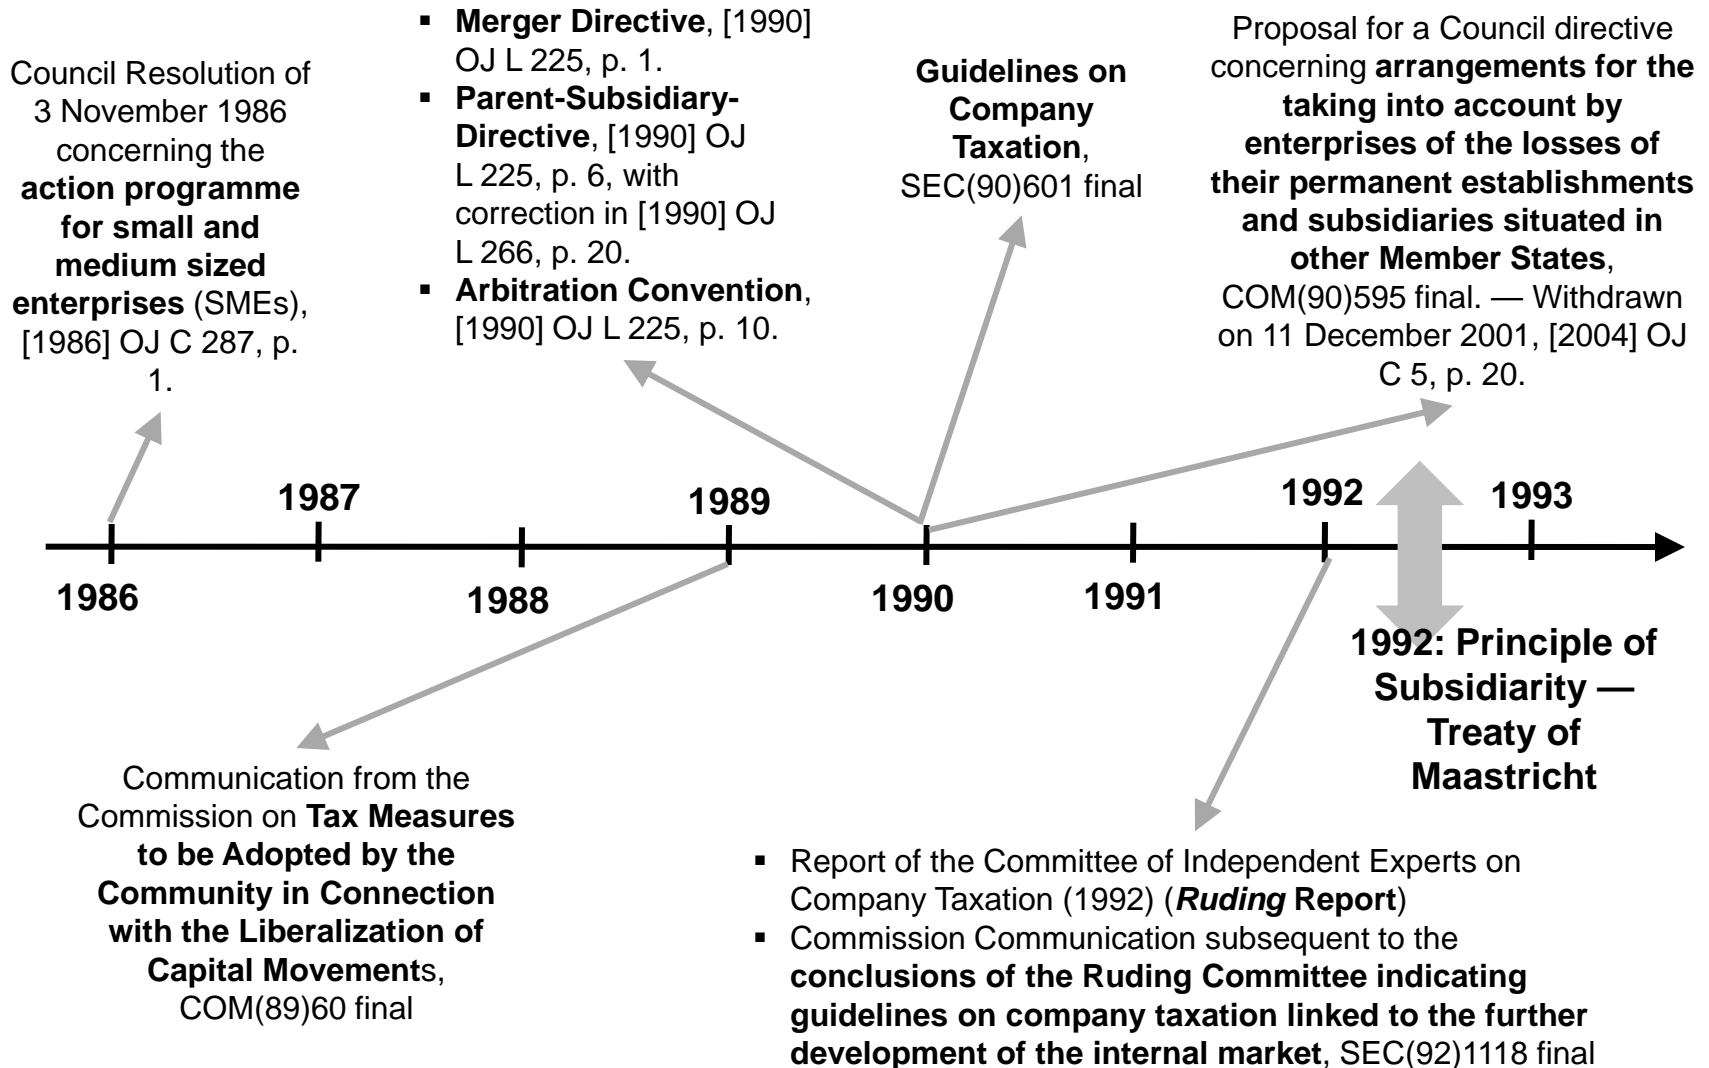 Council Resolution of
3 November 1986
concerning the
action programme
for small and
medium sized
enterprises (SMEs),
[1986] OJ C 287, p.
1.
▪ Merger Directive, [1990]
OJ L 225, p. 1.
▪ Parent-Subsidiary-
Directive, [1990] OJ
L 225, p. 6, with
correction in [1990] OJ
L 266, p. 20.
▪ Arbitration Convention,
[1990] OJ L 225, p. 10.
Guidelines on
Company
Taxation,
SEC(90)601 final
Proposal for a Council directive
concerning arrangements for the
taking into account by
enterprises of the losses of
their permanent establishments
and subsidiaries situated in
other Member States,
COM(90)595 final. — Withdrawn
on 11 December 2001, [2004] OJ
C 5, p. 20.
1986
1987
1988
1989
1990
1991
1992
1993
1992: Principle of
Subsidiarity —
Treaty of
Maastricht
Communication from the
Commission on Tax Measures
to be Adopted by the
Community in Connection
with the Liberalization of
Capital Movements,
COM(89)60 final
▪ Report of the Committee of Independent Experts on
Company Taxation (1992) (Ruding Report)
▪ Commission Communication subsequent to the
conclusions of the Ruding Committee indicating
guidelines on company taxation linked to the further
development of the internal market, SEC(92)1118 final